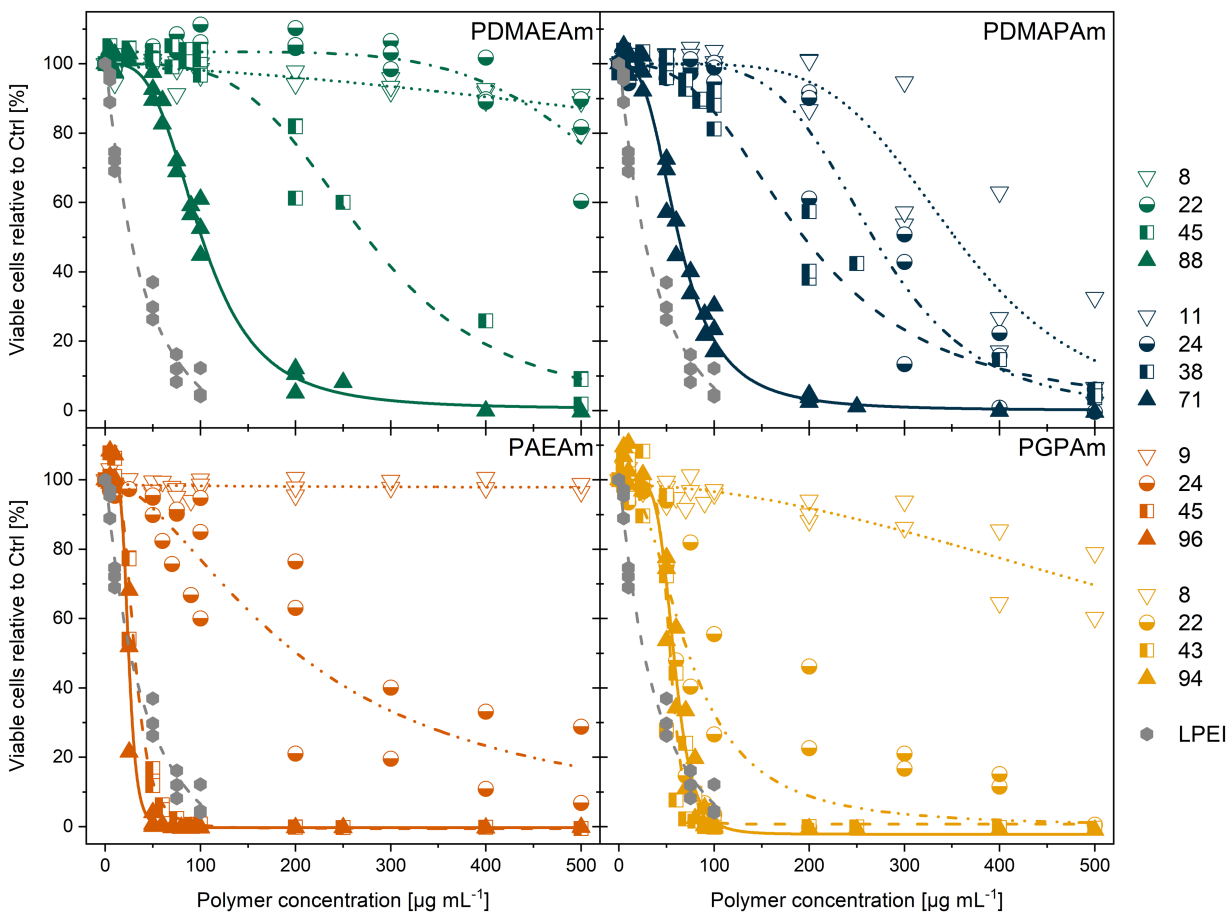 PDMAEAm
PDMAPAm
Viable cells relative to Ctrl [%]
100
80
60
40
20
0
8
22
45
88
11
24
38
71
PAEAm
PGPAm
Viable cells relative to Ctrl [%]
100
80
60
40
20
0
9
24
45
96
8
22
43
94
LPEI
0 100 200 300 400 500
0 100 200 300 400 500
Polymer concentration [µg mL⁻¹]
Polymer concentration [µg mL⁻¹]